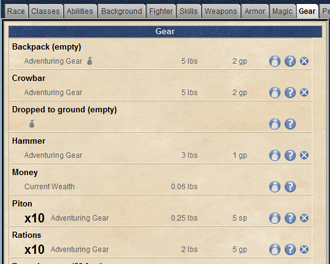 Race Classes Abilities Background Fighter Skills Weapons Armor Magic Gear
Gear
Backpack (empty)
Adventuring Gear 5 lbs 2 gp
Crowbar
Adventuring Gear 5 lbs 2 gp
Dropped to ground (empty)
Hammer
Adventuring Gear 3 lbs 1 gp
Money
Current Wealth 0.06 lbs
Piton
x10 Adventuring Gear 0.25 lbs 5 sp
Rations
x10 Adventuring Gear 2 lbs 5 gp